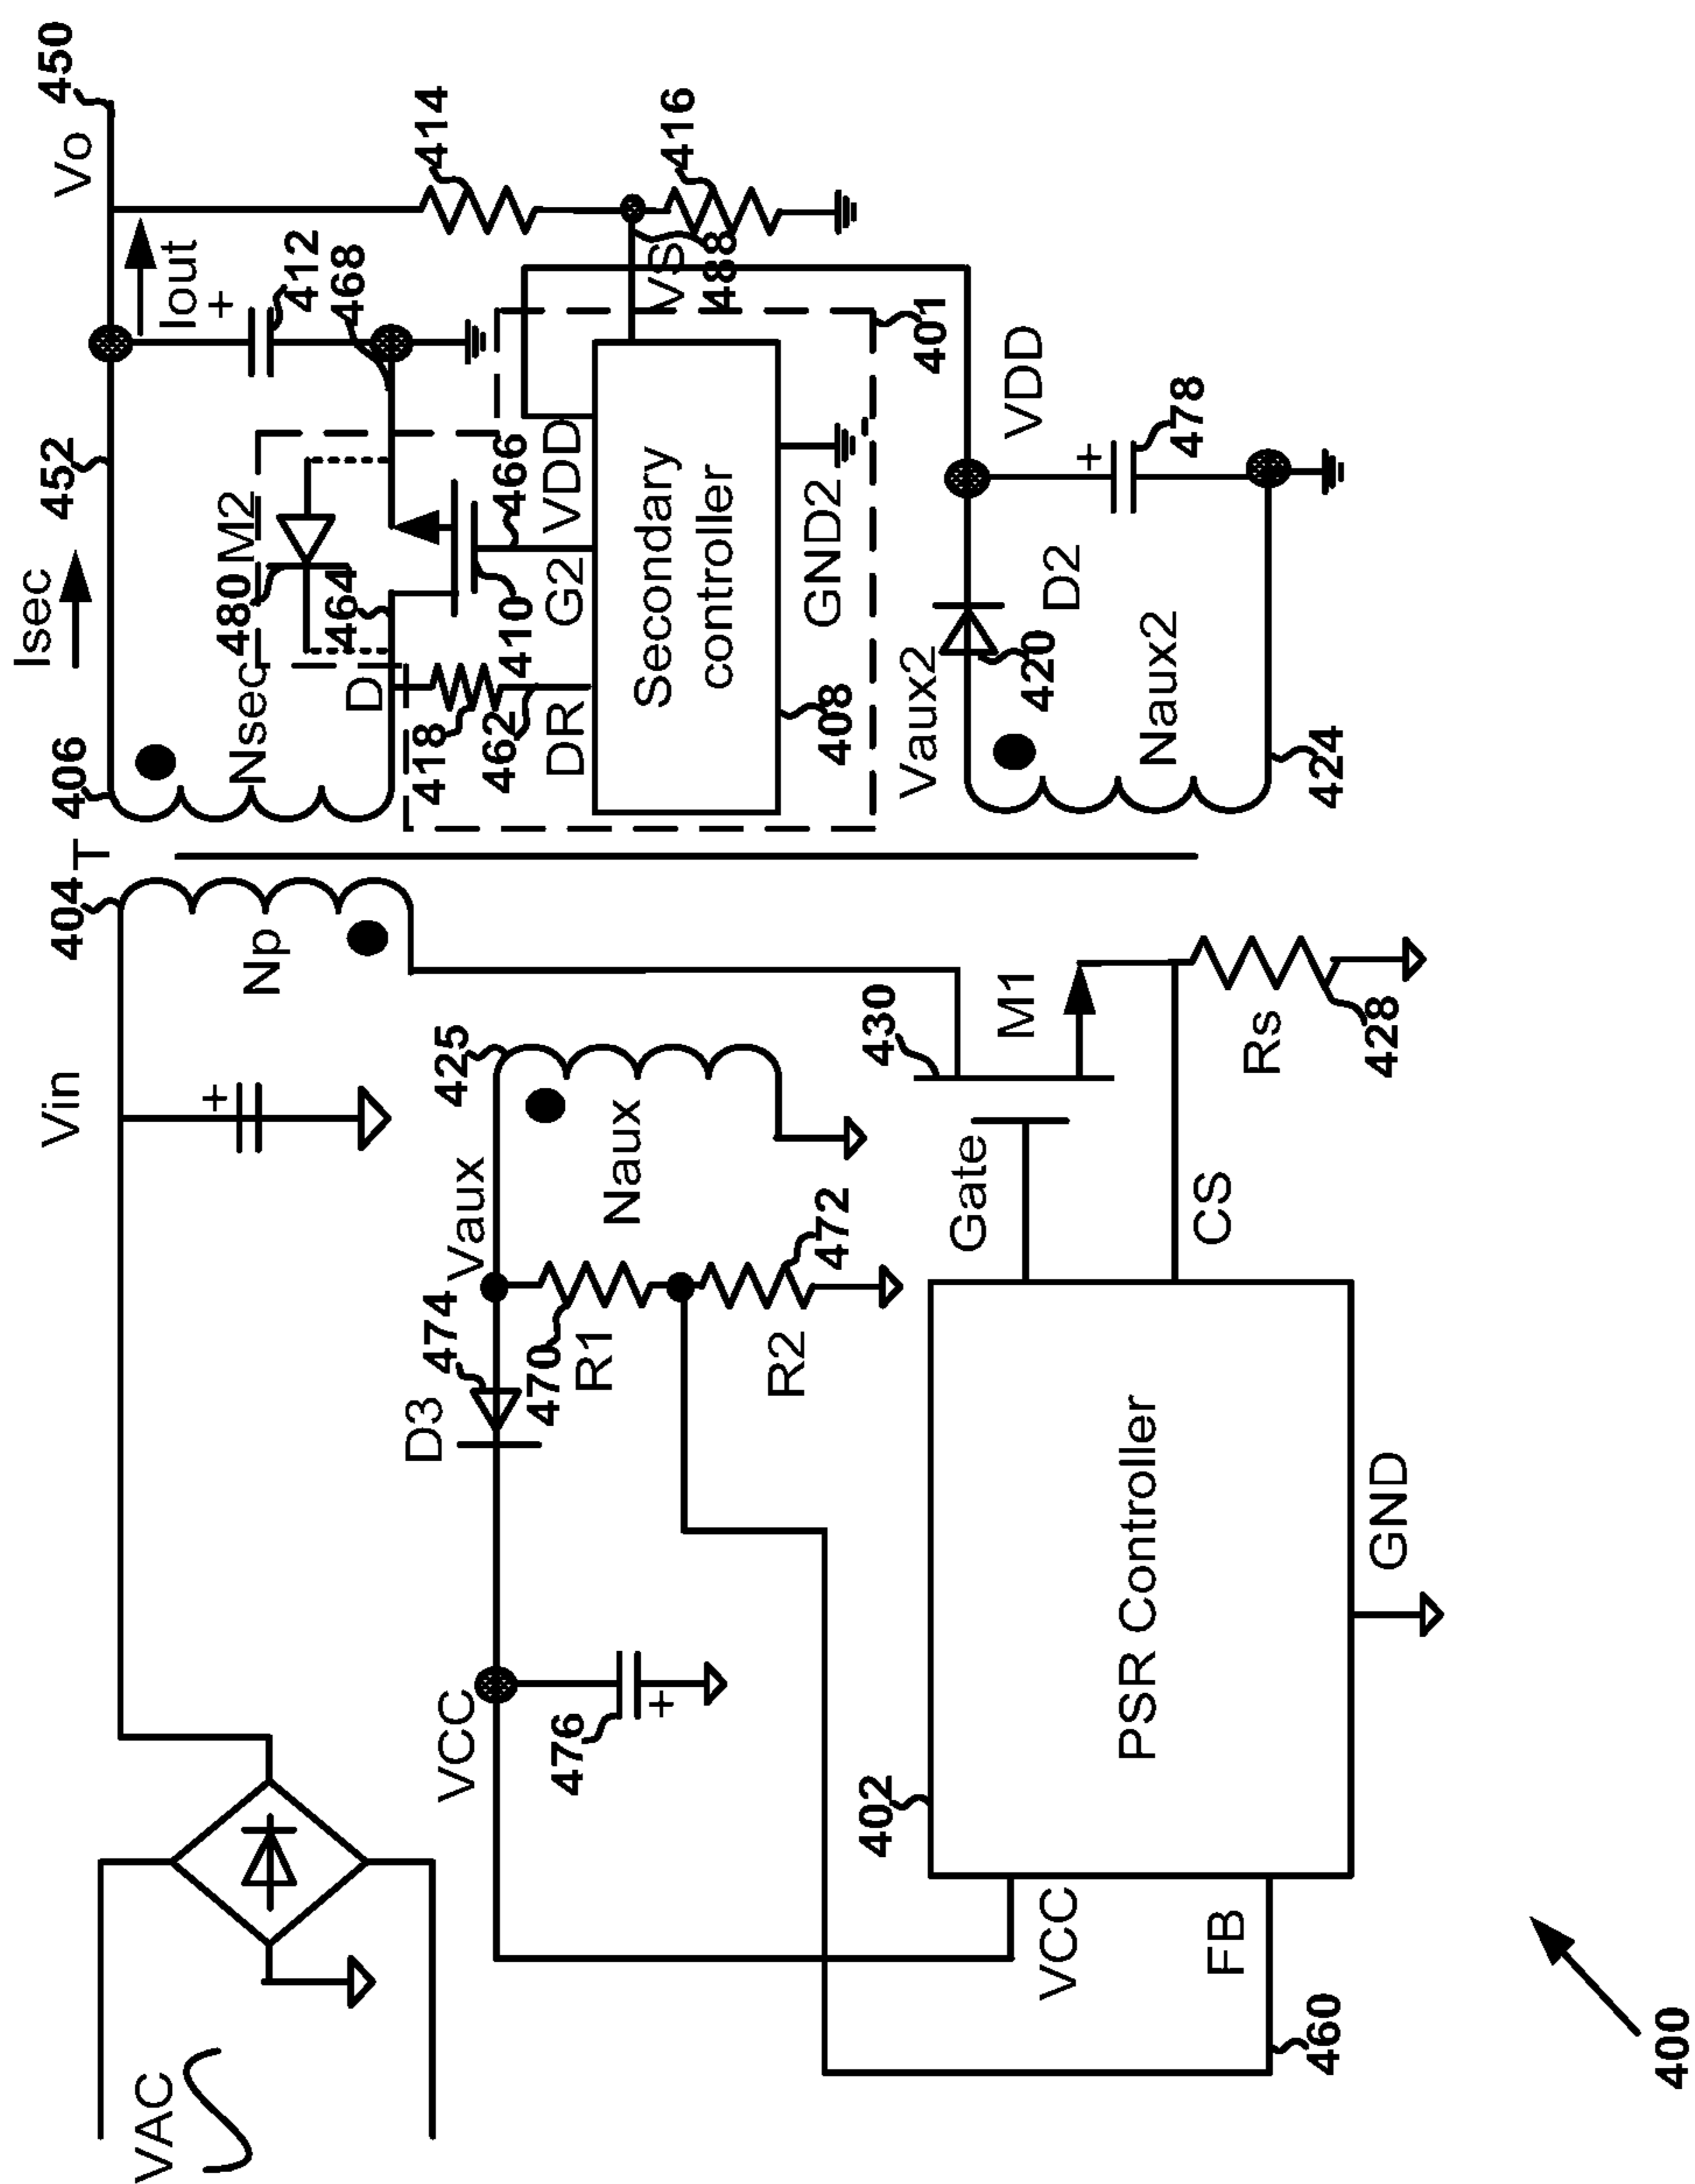 VAC
Vin
404
T
406
Isec
452
Vo
450
Np
Nsec
480
M2
Iout
+
412
468
414
+
464
D
418
462
DR
410
G2
466
VDD
VS
488
416
Secondary
controller
GND2
408
401
VCC
476
+
D3
474
Vaux
425
Naux
470
R1
472
R2
Vaux2
420
D2
VDD
+
478
Naux2
424
402
PSR Controller
VCC
FB
460
GND
Gate
CS
430
M1
Rs
428
400